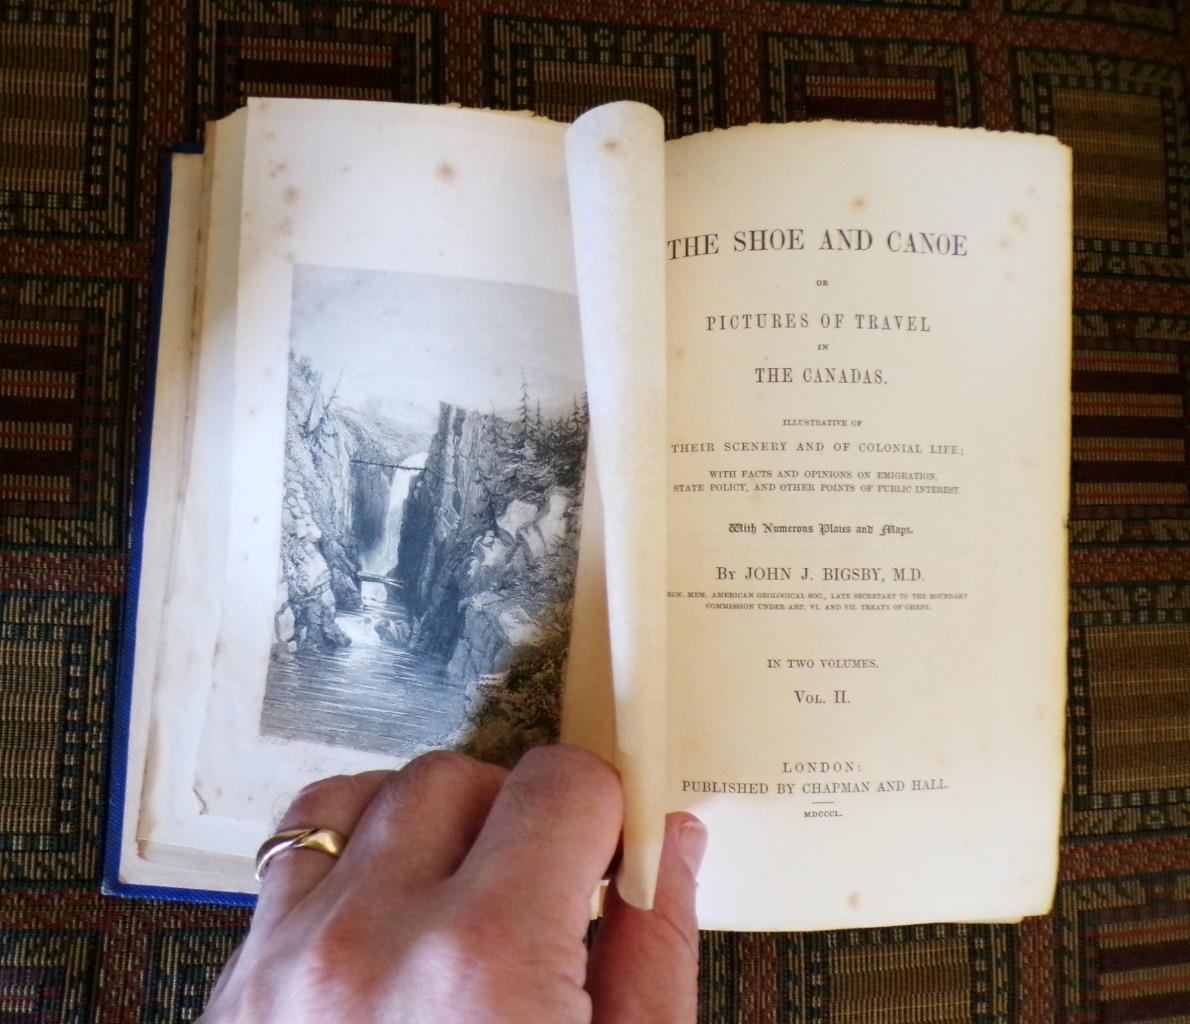 THE SHOE AND CANOE
OR
PICTURES OF TRAVEL
IN
THE CANADAS.
ILLUSTRATIVE OF
THEIR SCENERY AND OF COLONIAL LIFE;
WITH FACTS AND OPINIONS ON EMIGRATION,
STATE POLICY, AND OTHER POINTS OF PUBLIC INTEREST
With Numerous Plates and Maps.
By JOHN J. BIGSBY, M.D.
HON. MEM. AMERICAN GEOLOGICAL SOC., LATE SECRETARY TO THE BOUNDARY
COMMISSION UNDER ART. VI. AND VII. TREATY OF GHENT.
IN TWO VOLUMES.
Vol. II.
LONDON:
PUBLISHED BY CHAPMAN AND HALL.
MDCCCL.